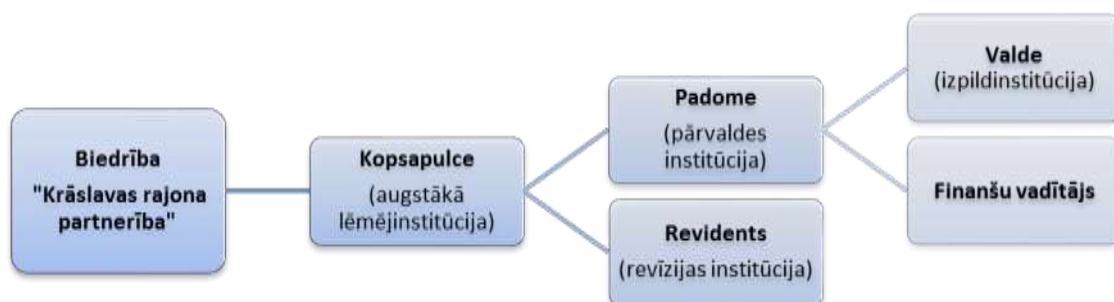 Biedrība
"Krāslavas rajona
partnerība"
Kopsapulce
(augstākā
lēmējinstitūcija)
Padome
(pārvaldes
institūcija)
Revidents
(revīzijas institūcija)
Valde
(izpildinstitūcija)
Finanšu vadītājs